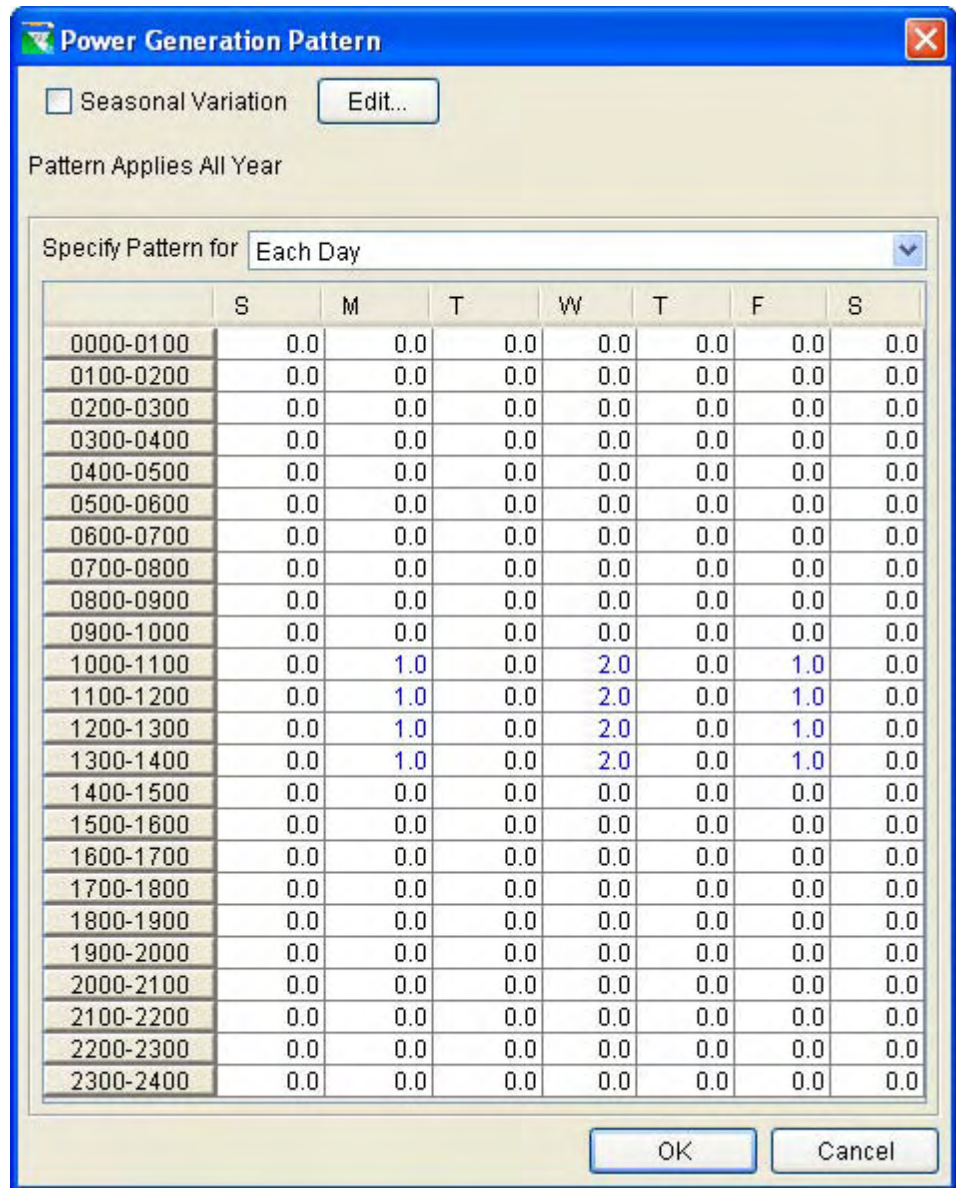 Power Generation Pattern
Seasonal Variation Edit...
Pattern Applies All Year
Specify Pattern for Each Day
S M T W T F S
0000-0100 0.0 0.0 0.0 0.0 0.0 0.0 0.0
0100-0200 0.0 0.0 0.0 0.0 0.0 0.0 0.0
0200-0300 0.0 0.0 0.0 0.0 0.0 0.0 0.0
0300-0400 0.0 0.0 0.0 0.0 0.0 0.0 0.0
0400-0500 0.0 0.0 0.0 0.0 0.0 0.0 0.0
0500-0600 0.0 0.0 0.0 0.0 0.0 0.0 0.0
0600-0700 0.0 0.0 0.0 0.0 0.0 0.0 0.0
0700-0800 0.0 0.0 0.0 0.0 0.0 0.0 0.0
0800-0900 0.0 0.0 0.0 0.0 0.0 0.0 0.0
0900-1000 0.0 0.0 0.0 0.0 0.0 0.0 0.0
1000-1100 0.0 1.0 0.0 2.0 0.0 1.0 0.0
1100-1200 0.0 1.0 0.0 2.0 0.0 1.0 0.0
1200-1300 0.0 1.0 0.0 2.0 0.0 1.0 0.0
1300-1400 0.0 1.0 0.0 2.0 0.0 1.0 0.0
1400-1500 0.0 0.0 0.0 0.0 0.0 0.0 0.0
1500-1600 0.0 0.0 0.0 0.0 0.0 0.0 0.0
1600-1700 0.0 0.0 0.0 0.0 0.0 0.0 0.0
1700-1800 0.0 0.0 0.0 0.0 0.0 0.0 0.0
1800-1900 0.0 0.0 0.0 0.0 0.0 0.0 0.0
1900-2000 0.0 0.0 0.0 0.0 0.0 0.0 0.0
2000-2100 0.0 0.0 0.0 0.0 0.0 0.0 0.0
2100-2200 0.0 0.0 0.0 0.0 0.0 0.0 0.0
2200-2300 0.0 0.0 0.0 0.0 0.0 0.0 0.0
2300-2400 0.0 0.0 0.0 0.0 0.0 0.0 0.0
OK Cancel